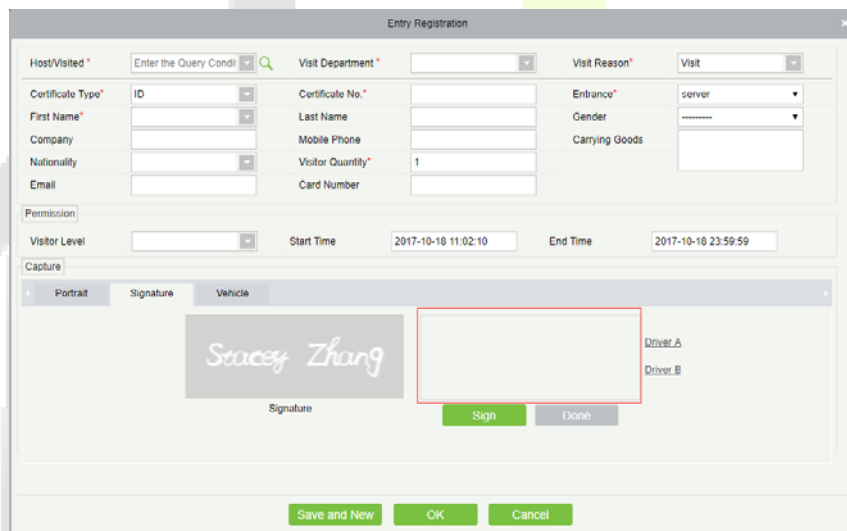 Entry Registration ×
Host/Visited * Enter the Query Condit Visit Department * Visit Reason* Visit
Certificate Type* ID Certificate No.* Entrance* server
First Name* Last Name Gender ---------
Company Mobile Phone Carrying Goods
Nationality Visitor Quantity* 1
Email Card Number
Permission
Visitor Level Start Time 2017-10-18 11:02:10 End Time 2017-10-18 23:59:59
Capture
Portrait Signature Vehicle
Stacey Zhang
Driver A
Driver B
Signature
Sign Done
Save and New OK Cancel